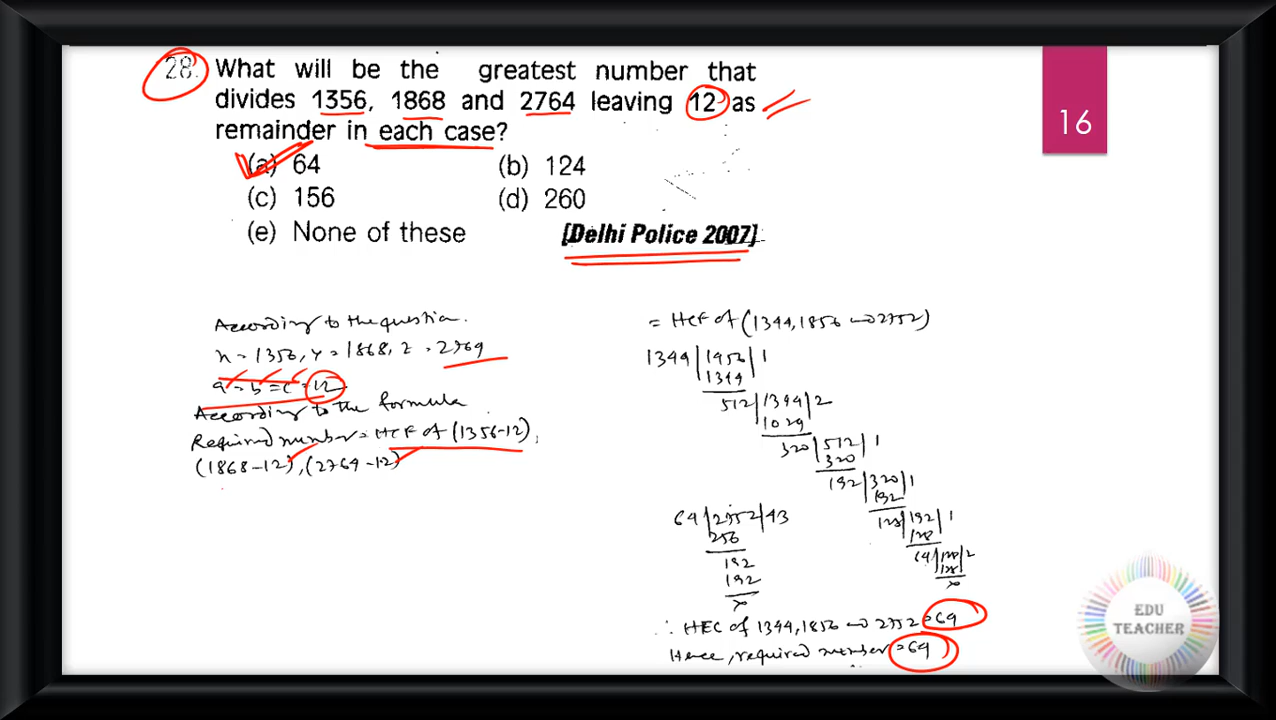 28. What will be the greatest number that
divides 1356, 1868 and 2764 leaving 12 as
remainder in each case?
(a) 64 (b) 124
(c) 156 (d) 260
(e) None of these [Delhi Police 2007]
16
According to the question.
x = 1356, y = 1868, z = 2764
a = b = c = 12
According to the formula
Required number = HCF of (1356-12),
(1868-12), (2764-12)
= HCF of (1344, 1856 2752)
1344 | 1856 | 1
1344
512 | 1344 | 2
1024
320 | 512 | 1
320
192 | 320 | 1
192
128 | 192 | 1
128
64 | 128 | 2
128
x
64 | 2752 | 43
256
192
192
x
∴ HCF of 1344, 1856 2752 = 64
Hence, required number = 64
EDU
TEACHER